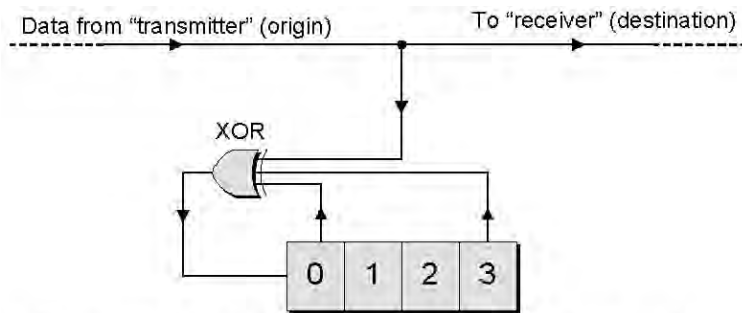 Data from “transmitter” (origin) To “receiver” (destination)
XOR
0 1 2 3